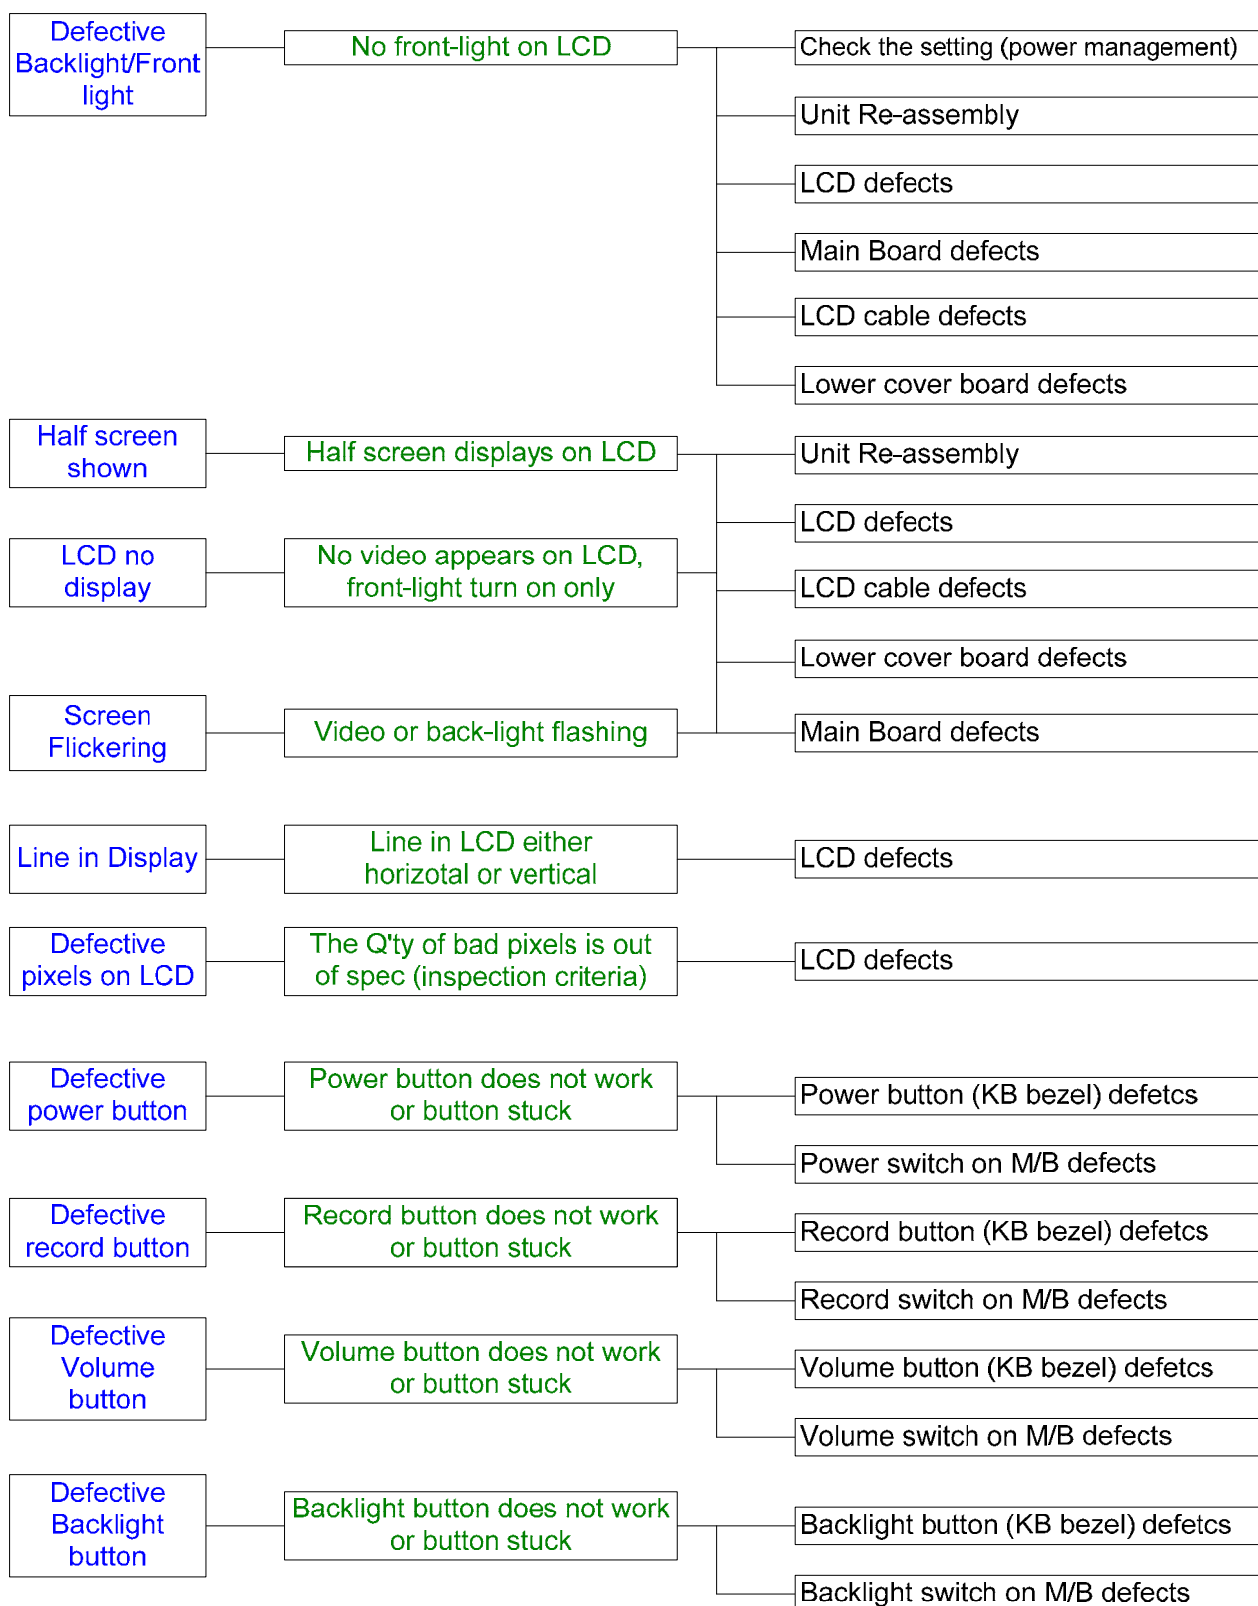 Defective
Backlight/Front
light
No front-light on LCD
Check the setting (power management)
Unit Re-assembly
LCD defects
Main Board defects
LCD cable defects
Lower cover board defects
Half screen
shown
Half screen displays on LCD
Unit Re-assembly
LCD defects
LCD no
display
No video appears on LCD,
front-light turn on only
LCD cable defects
Lower cover board defects
Screen
Flickering
Video or back-light flashing
Main Board defects
Line in Display
Line in LCD either
horizotal or vertical
LCD defects
Defective
pixels on LCD
The Q'ty of bad pixels is out
of spec (inspection criteria)
LCD defects
Defective
power button
Power button does not work
or button stuck
Power button (KB bezel) defetcs
Power switch on M/B defects
Defective
record button
Record button does not work
or button stuck
Record button (KB bezel) defetcs
Record switch on M/B defects
Defective
Volume
button
Volume button does not work
or button stuck
Volume button (KB bezel) defetcs
Volume switch on M/B defects
Defective
Backlight
button
Backlight button does not work
or button stuck
Backlight button (KB bezel) defetcs
Backlight switch on M/B defects